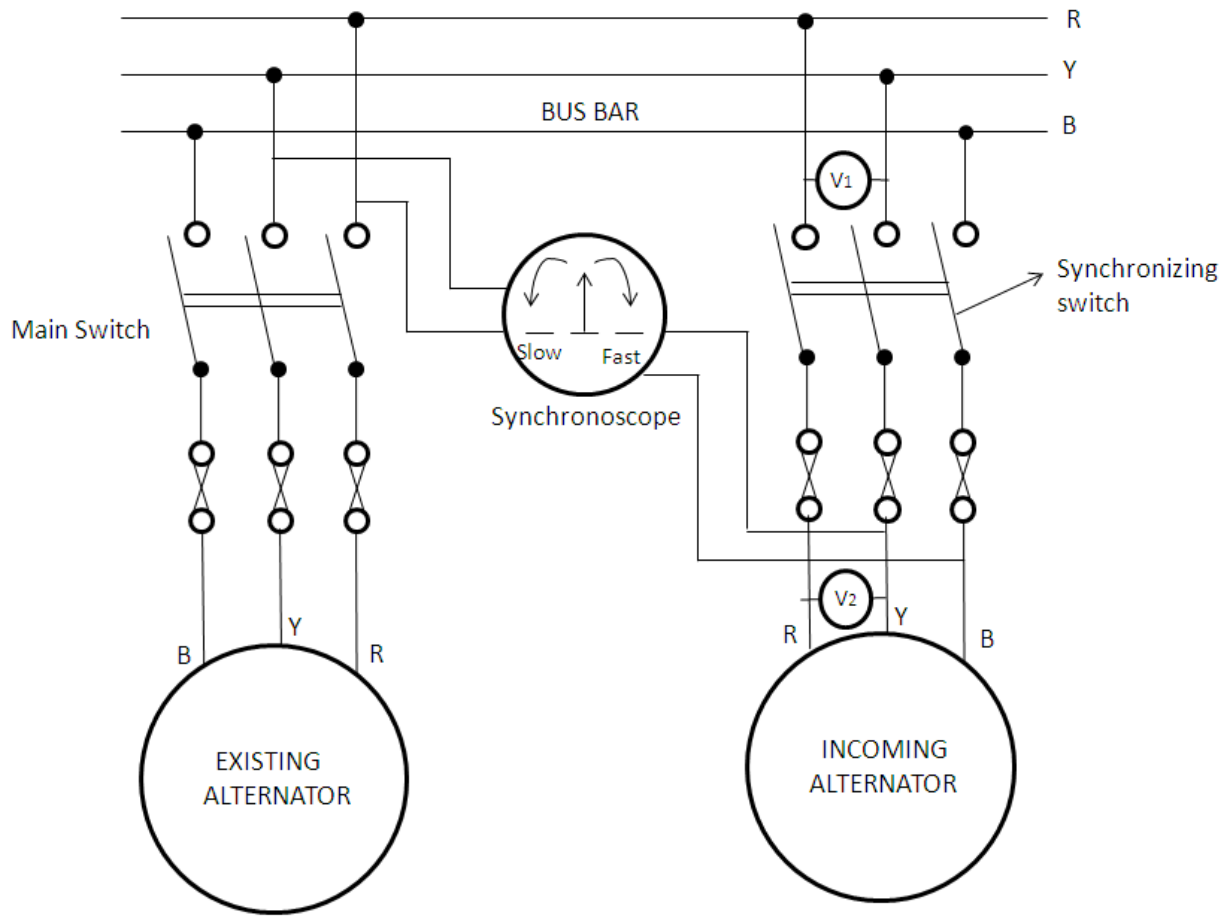 R
Y
BUS BAR
B
V1
Synchronizing
switch
Main Switch
Slow
Fast
Synchronoscope
V2
B
Y
R
R
Y
B
EXISTING
ALTERNATOR
INCOMING
ALTERNATOR